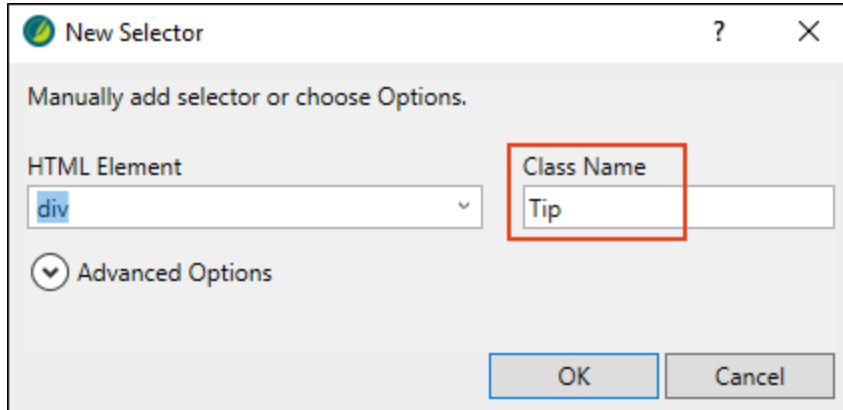 New Selector
?
Manually add selector or choose Options.
HTML Element
Class Name
div
Tip
Advanced Options
OK
Cancel